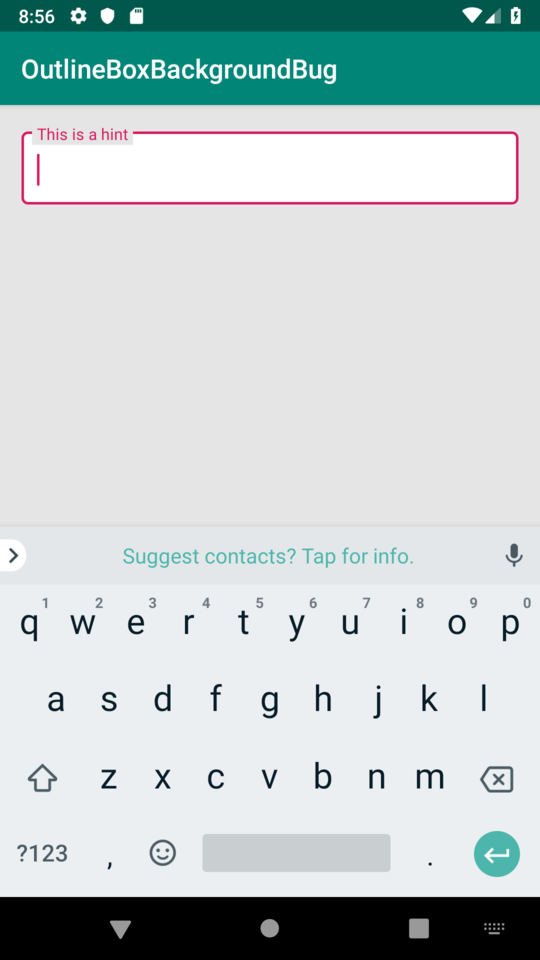 8:56
OutlineBoxBackgroundBug
This is a hint
Suggest contacts? Tap for info.
1 2 3 4 5 6 7 8 9 0
q w e r t y u i o p
a s d f g h j k l
z x c v b n m
?123 , .